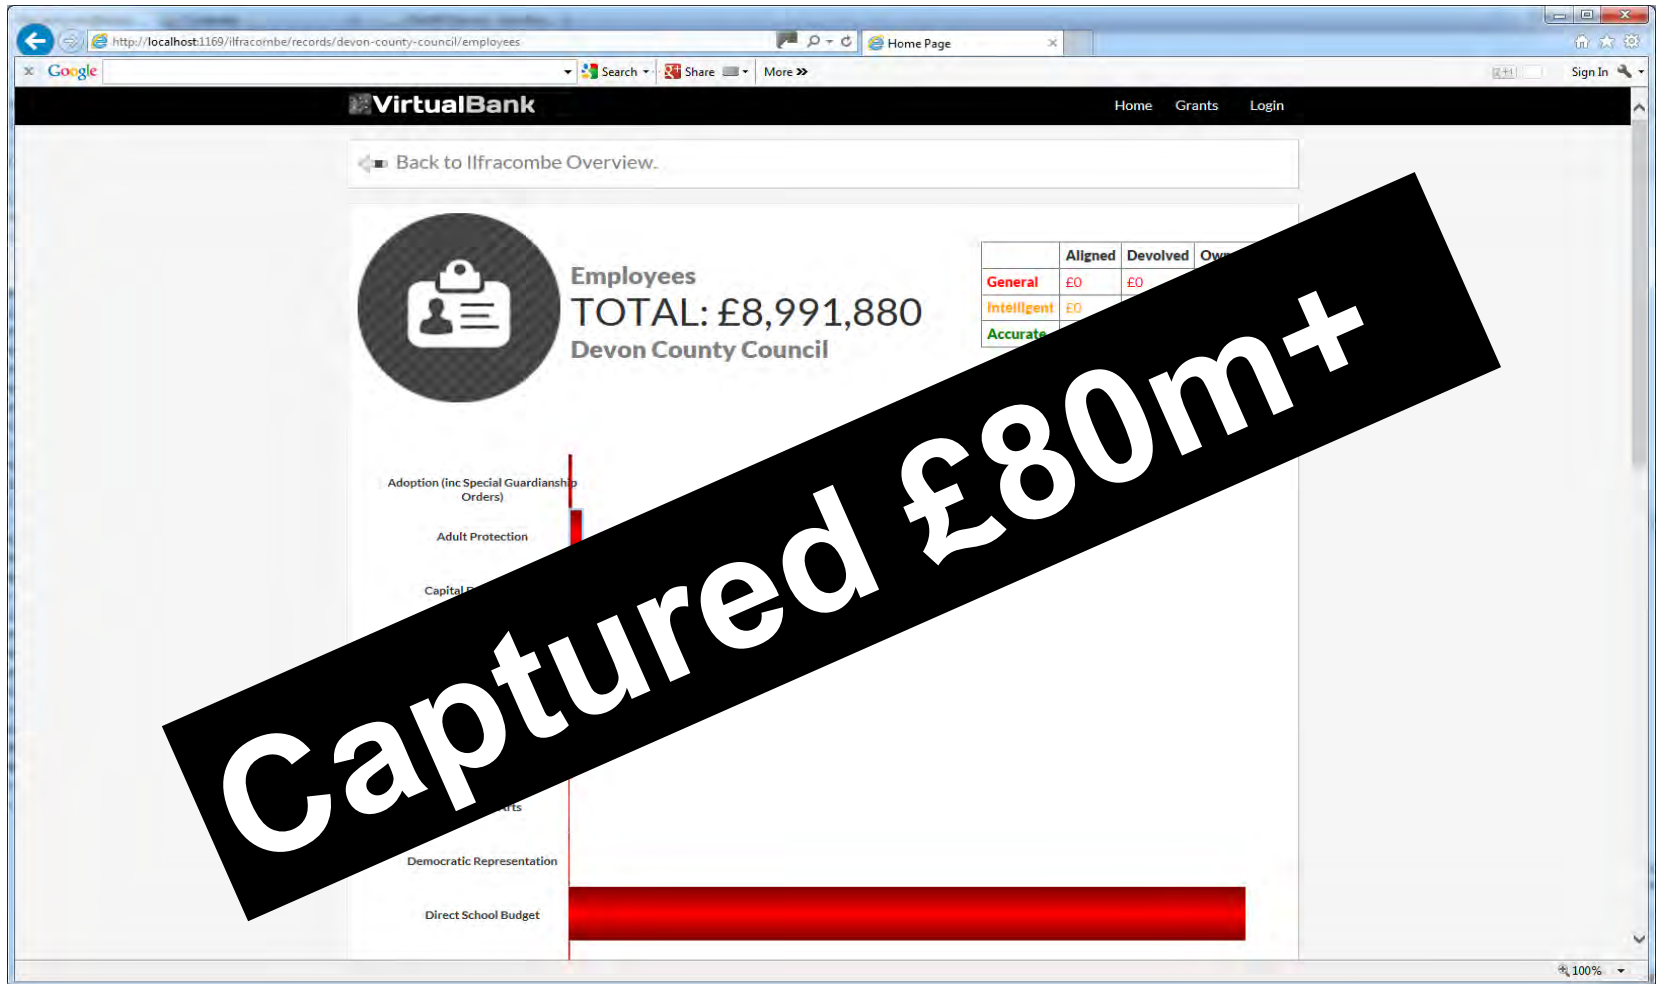 http://localhost:1169/ilfracombe/records/devon-county-council/employees
Home Page
x Google
Search
Share
More »
Sign In
VirtualBank
Home Grants Login
Back to Ilfracombe Overview.
Employees
TOTAL: £8,991,880
Devon County Council
Aligned Devolved
General £0 £0
Intelligent £0
Accurate
Captured £80m+
Adoption (inc Special Guardianship
Orders)
Adult Protection
Capital
Democratic Representation
Direct School Budget
100%